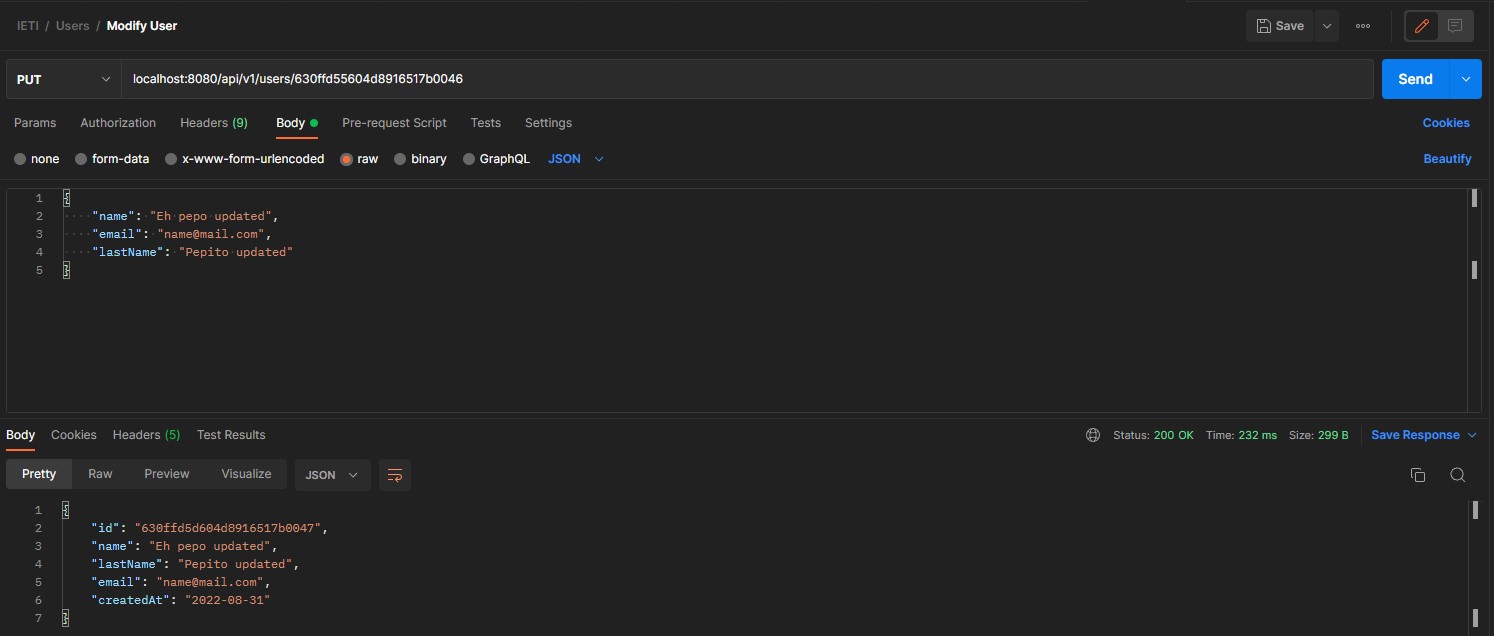 IETI / Users / Modify User
Save
PUT
localhost:8080/api/v1/users/630ffd55604d8916517b0046
Send
Params Authorization Headers (9) Body Pre-request Script Tests Settings Cookies
none form-data x-www-form-urlencoded raw binary GraphQL JSON Beautify
1 {
2 "name": "Eh pepo updated",
3 "email": "name@mail.com",
4 "lastName": "Pepito updated"
5 }
Body Cookies Headers (5) Test Results Status: 200 OK Time: 232 ms Size: 299 B Save Response
Pretty Raw Preview Visualize JSON
1 {
2 "id": "630ffd5d604d8916517b0047",
3 "name": "Eh pepo updated",
4 "lastName": "Pepito updated",
5 "email": "name@mail.com",
6 "createdAt": "2022-08-31"
7 }